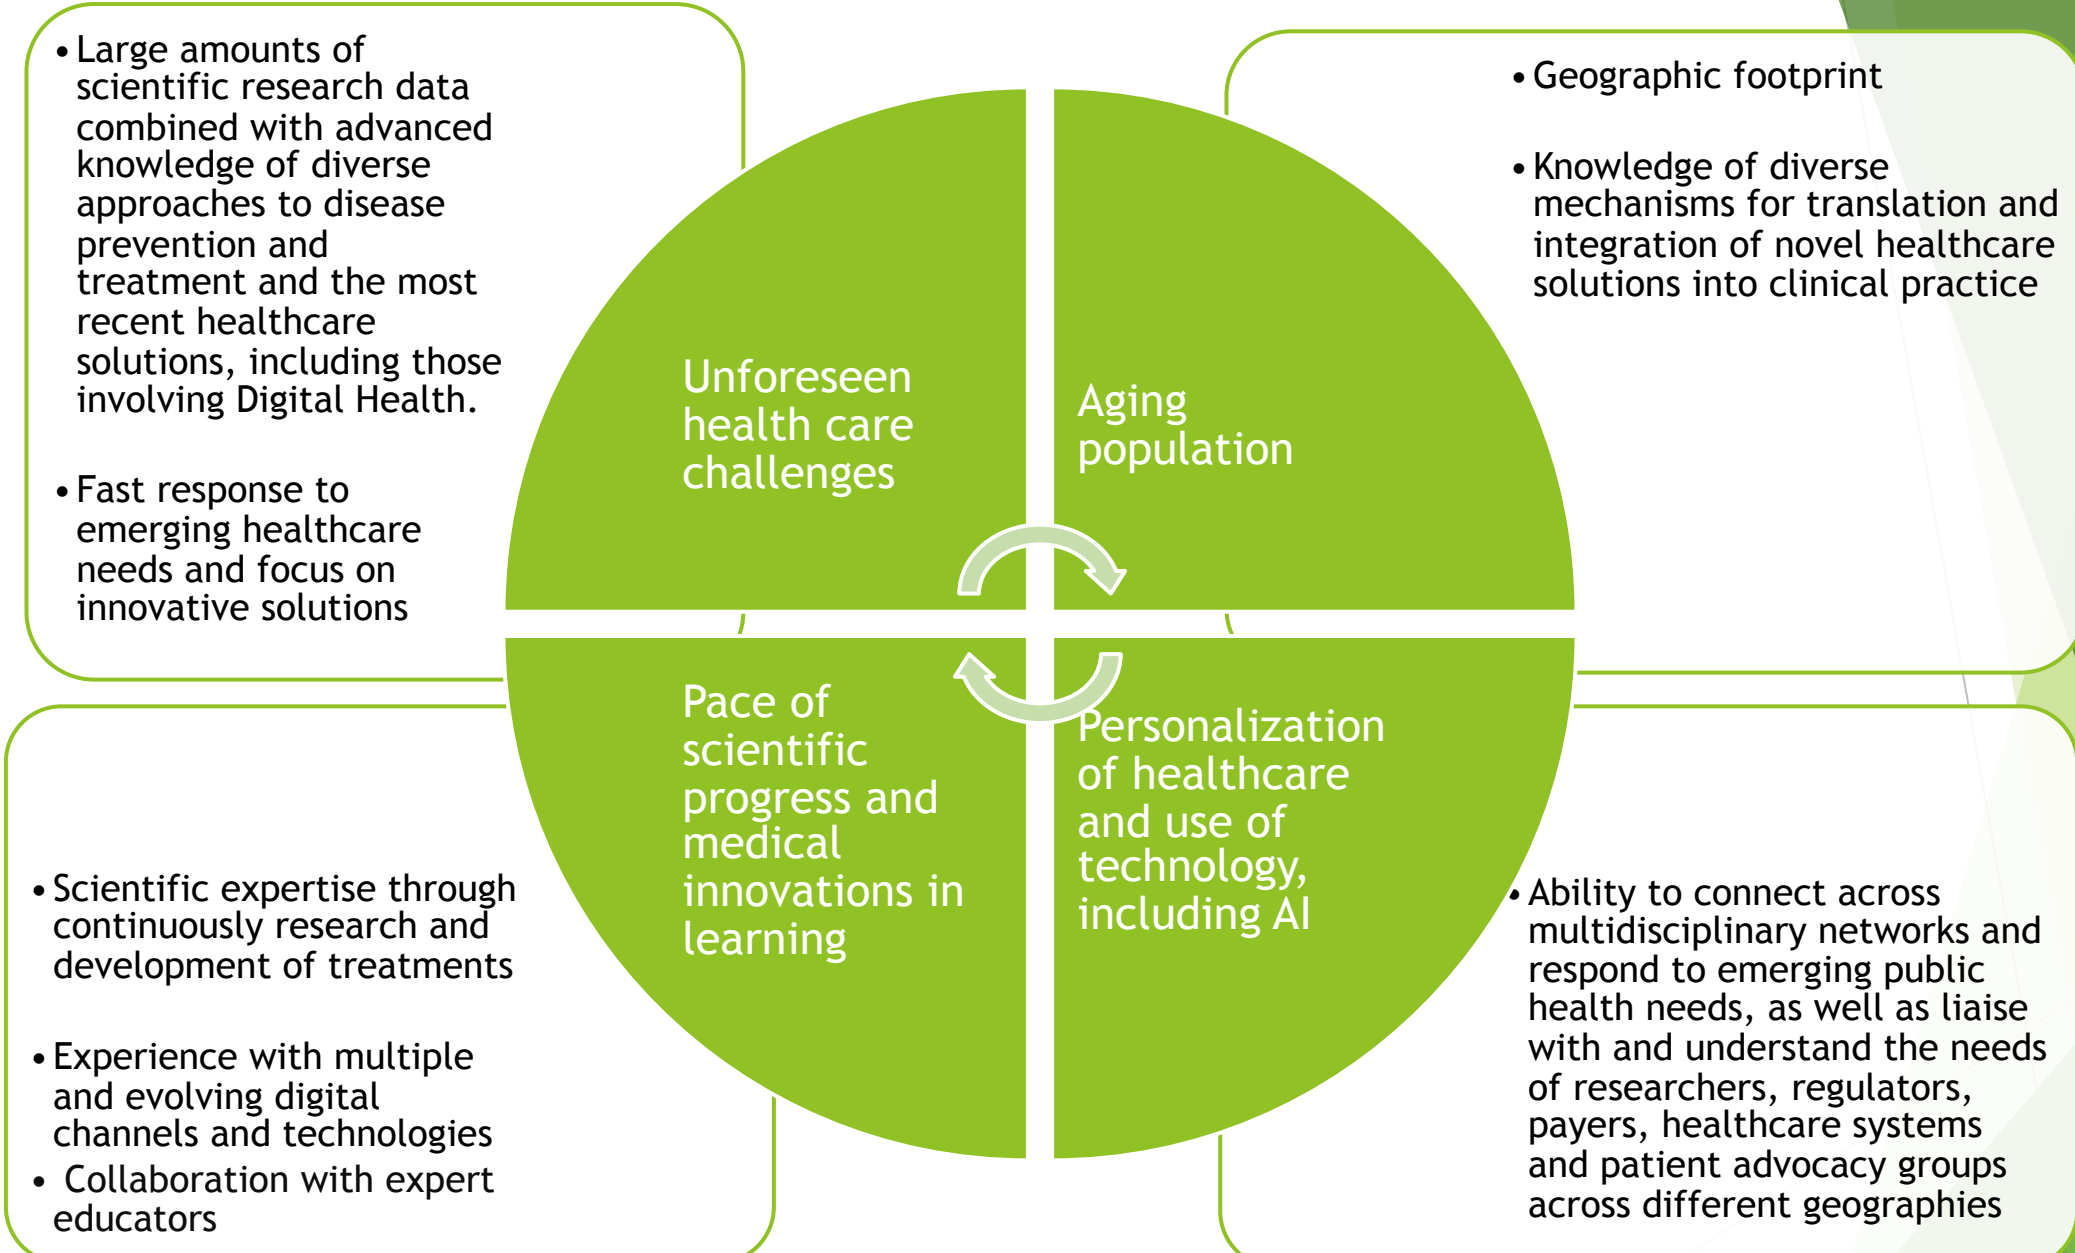 • Large amounts of
scientific research data
combined with advanced
knowledge of diverse
approaches to disease
prevention and
treatment and the most
recent healthcare
solutions, including those
involving Digital Health.
• Fast response to
emerging healthcare
needs and focus on
innovative solutions
• Geographic footprint
• Knowledge of diverse
mechanisms for translation and
integration of novel healthcare
solutions into clinical practice
Unforeseen
health care
challenges
Aging
population
Pace of
scientific
progress and
medical
innovations in
learning
Personalization
of healthcare
and use of
technology,
including AI
• Scientific expertise through
continuously research and
development of treatments
• Experience with multiple
and evolving digital
channels and technologies
• Collaboration with expert
educators
• Ability to connect across
multidisciplinary networks and
respond to emerging public
health needs, as well as liaise
with and understand the needs
of researchers, regulators,
payers, healthcare systems
and patient advocacy groups
across different geographies